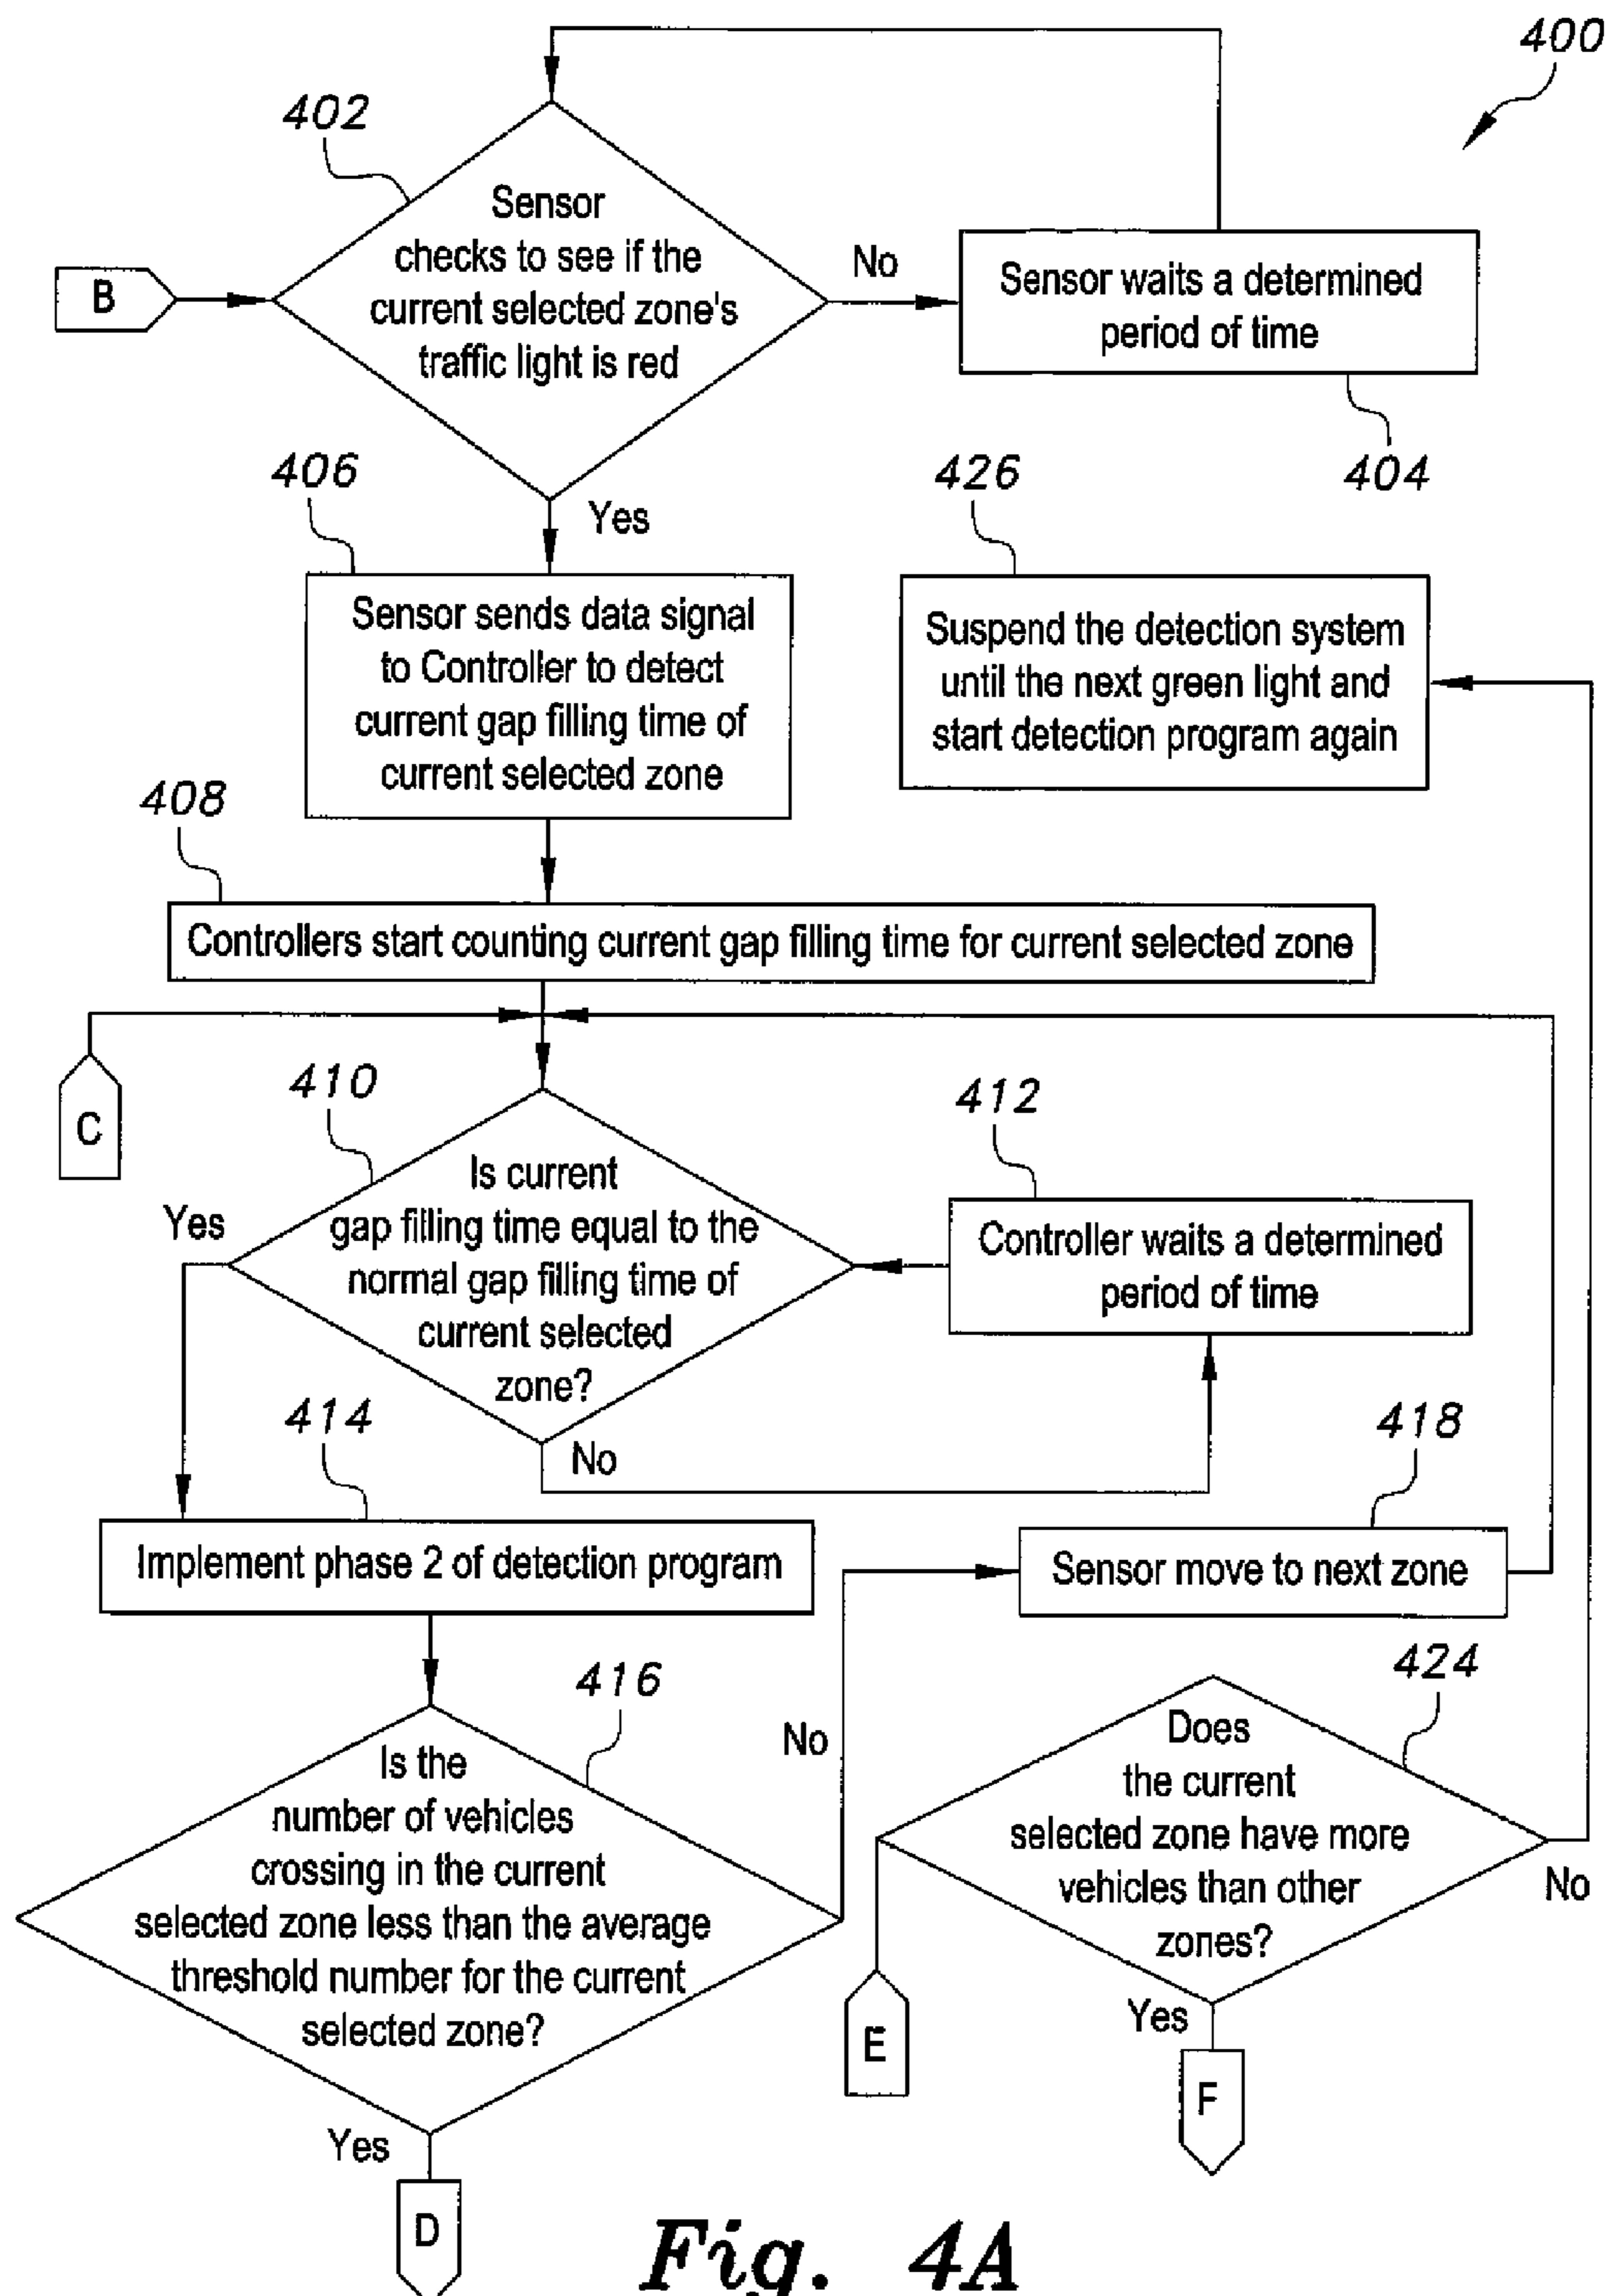 400
402
Sensor
checks to see if the
current selected zone's
traffic light is red
B
No
Sensor waits a determined
period of time
404
Yes
406
Sensor sends data signal
to Controller to detect
current gap filling time of
current selected zone
426
Suspend the detection system
until the next green light and
start detection program again
408
Controllers start counting current gap filling time for current selected zone
C
410
Is current
gap filling time equal to the
normal gap filling time of
current selected
zone?
Yes
No
412
Controller waits a determined
period of time
414
Implement phase 2 of detection program
418
Sensor move to next zone
416
Is the
number of vehicles
crossing in the current
selected zone less than the average
threshold number for the current
selected zone?
No
Yes
D
424
Does
the current
selected zone have more
vehicles than other
zones?
No
E
Yes
F
Fig. 4A